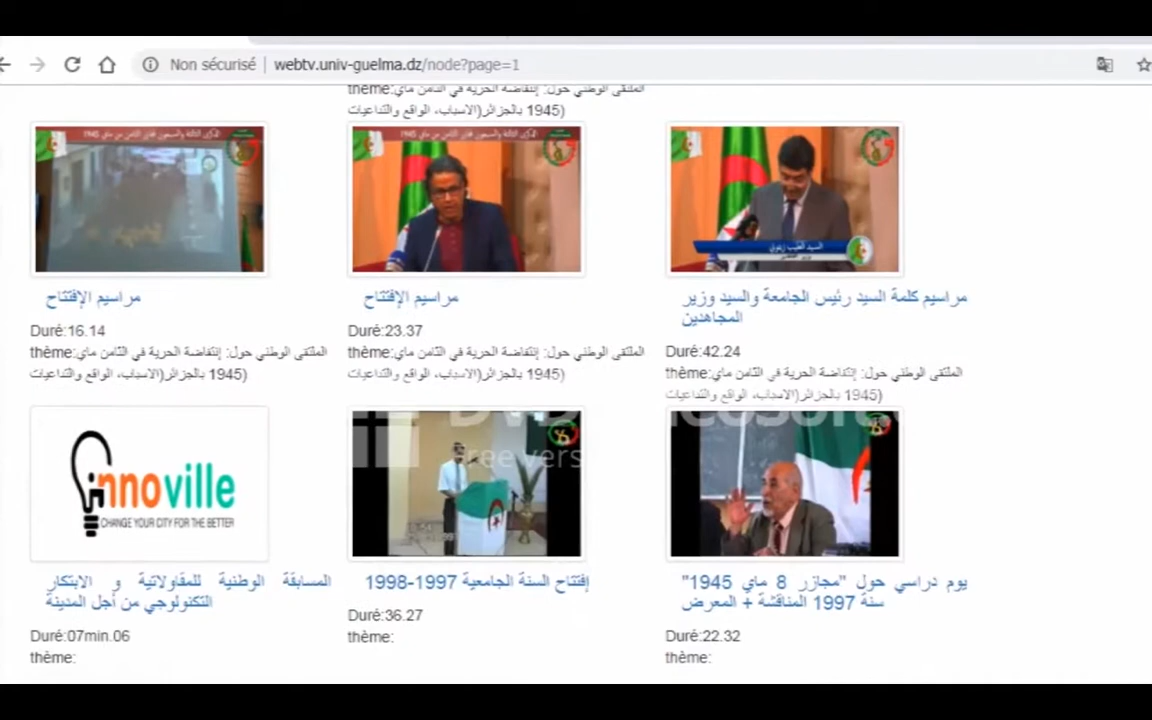 Non sécurisé webtv.univ-guelma.dz/node?page=1
thème:الملتقى الوطني حول: إنتفاضة الحرية في الثامن ماي
1945 بالجزائر(الاسباب، الواقع والتداعيات)
مراسيم الإفتتاح
Duré:16.14
thème:الملتقى الوطني حول: إنتفاضة الحرية في الثامن ماي
1945 بالجزائر(الاسباب، الواقع والتداعيات)
مراسيم الإفتتاح
Duré:23.37
thème:الملتقى الوطني حول: إنتفاضة الحرية في الثامن ماي
1945 بالجزائر(الاسباب، الواقع والتداعيات)
السيد الطيب زيتوني
مراسيم كلمة السيد رئيس الجامعة والسيد وزير
المجاهدين
Duré:42.24
thème:الملتقى الوطني حول: إنتفاضة الحرية في الثامن ماي
1945 بالجزائر(الاسباب، الواقع والتداعيات)
innoville
CHANGE YOUR CITY FOR THE BETTER
المسابقة الوطنية للمقاولاتية و الابتكار
التكنولوجي من أجل المدينة
Duré:07min.06
thème:
إفتتاح السنة الجامعية 1997-1998
Duré:36.27
thème:
يوم دراسي حول "مجازر 8 ماي 1945"
سنة 1997 المناقشة + المعرض
Duré:22.32
thème: